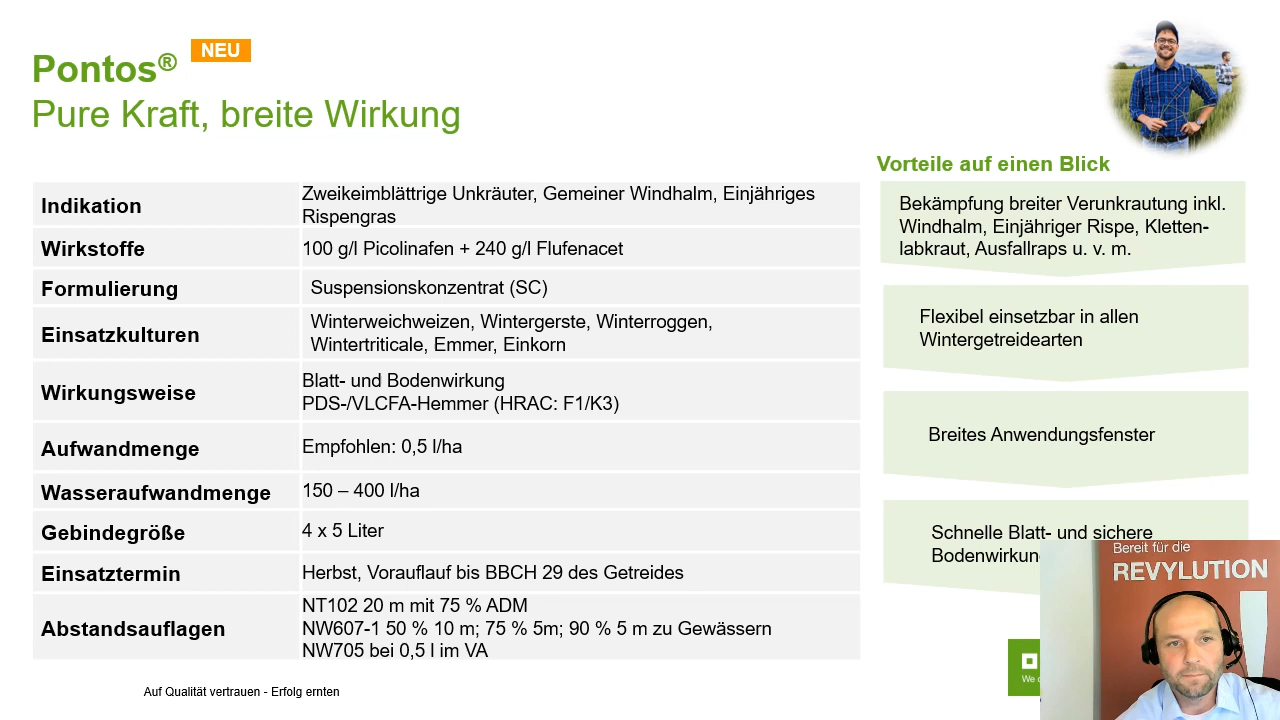 Pontos®
NEU
Pure Kraft, breite Wirkung
Indikation
Zweikeimblättrige Unkräuter, Gemeiner Windhalm, Einjähriges
Rispengras
Wirkstoffe
100 g/l Picolinafen + 240 g/l Flufenacet
Formulierung
Suspensionskonzentrat (SC)
Einsatzkulturen
Winterweichweizen, Wintergerste, Winterroggen,
Wintertriticale, Emmer, Einkorn
Wirkungsweise
Blatt- und Bodenwirkung
PDS-/VLCFA-Hemmer (HRAC: F1/K3)
Aufwandmenge
Empfohlen: 0,5 l/ha
Wasseraufwandmenge
150 – 400 l/ha
Gebindegröße
4 x 5 Liter
Einsatztermin
Herbst, Vorauflauf bis BBCH 29 des Getreides
Abstandsauflagen
NT102 20 m mit 75 % ADM
NW607-1 50 % 10 m; 75 % 5m; 90 % 5 m zu Gewässern
NW705 bei 0,5 l im VA
Vorteile auf einen Blick
Bekämpfung breiter Verunkrautung inkl.
Windhalm, Einjähriger Rispe, Kletten-
labkraut, Ausfallraps u. v. m.
Flexibel einsetzbar in allen
Wintergetreidearten
Breites Anwendungsfenster
Schnelle Blatt- und sichere
Bodenwirkun
Bereit für die
REVYLUTION
We
Auf Qualität vertrauen - Erfolg ernten